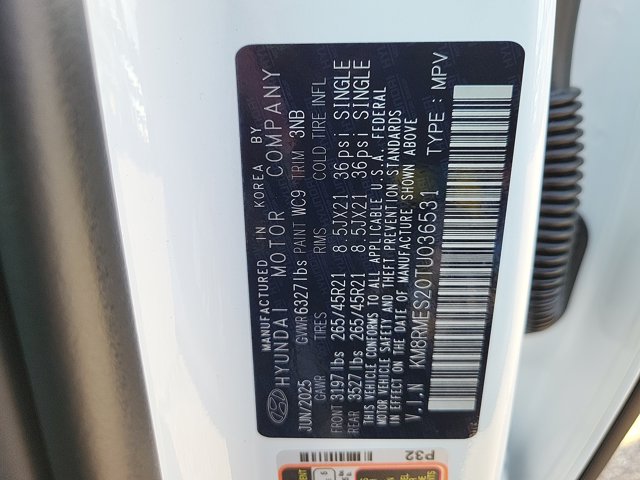 MANUFACTURED IN KOREA BY
HYUNDAI MOTOR COMPANY
JUN/2025 GVWR 6327lbs PAINT WC9 TRIM 3NB
GAWR TIRES RIMS COLD TIRE INFL
FRONT 3197lbs 265/45R21 8.5JX21 36psi SINGLE
REAR 3527lbs 265/45R21 8.5JX21 36psi SINGLE
THIS VEHICLE CONFORMS TO ALL APPLICABLE U.S.A. FEDERAL
MOTOR VEHICLE SAFETY AND THEFT PREVENTION STANDARDS
IN EFFECT ON THE DATE OF MANUFACTURE SHOWN ABOVE
V.I.N KM8RMES20TU036531 TYPE : MPV
P32